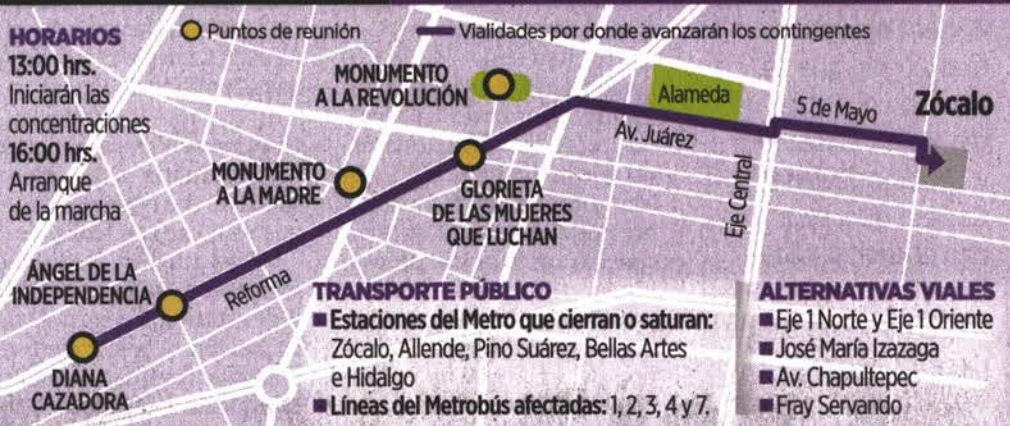 HORARIOS
13:00 hrs.
Iniciarán las
concentraciones
16:00 hrs.
Arranque
de la marcha
Puntos de reunión
Vialidades por donde avanzarán los contingentes
MONUMENTO
A LA REVOLUCIÓN
Alameda
5 de Mayo
Zócalo
Av. Juárez
MONUMENTO
A LA MADRE
GLORIETA
DE LAS MUJERES
QUE LUCHAN
Eje Central
ÁNGEL DE LA
INDEPENDENCIA
Reforma
DIANA
CAZADORA
TRANSPORTE PÚBLICO
Estaciones del Metro que cierran o saturan:
Zócalo, Allende, Pino Suárez, Bellas Artes
e Hidalgo
Líneas del Metrobús afectadas: 1, 2, 3, 4 y 7.
ALTERNATIVAS VIALES
Eje 1 Norte y Eje 1 Oriente
José María Izazaga
Av. Chapultepec
Fray Servando